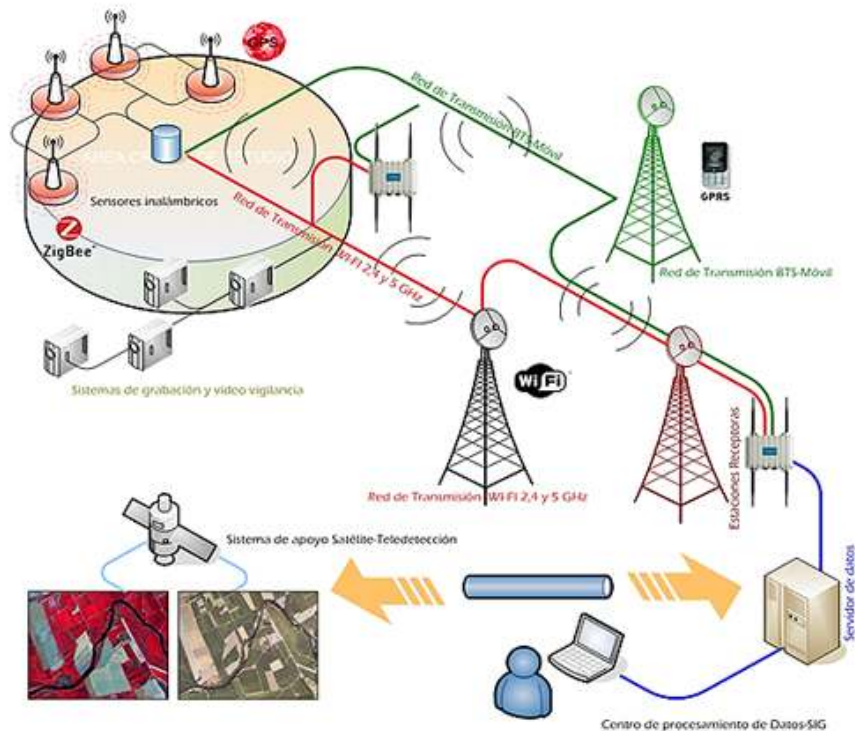 GPS
Red de Transmisión BTS-Móvil
GPRS
Sensores inalámbricos
ZigBee
Red de Transmisión WI-FI 2,4 y 5 GHz
Red de Transmisión BTS-Móvil
Sistemas de grabación y video vigilancia
Wi Fi
Red de Transmisión WI-FI 2,4 y 5 GHz
Estaciones Receptoras
Sistema de apoyo Satélite-Teledetección
Servidor de datos
Centro de procesamiento de Datos-SIG